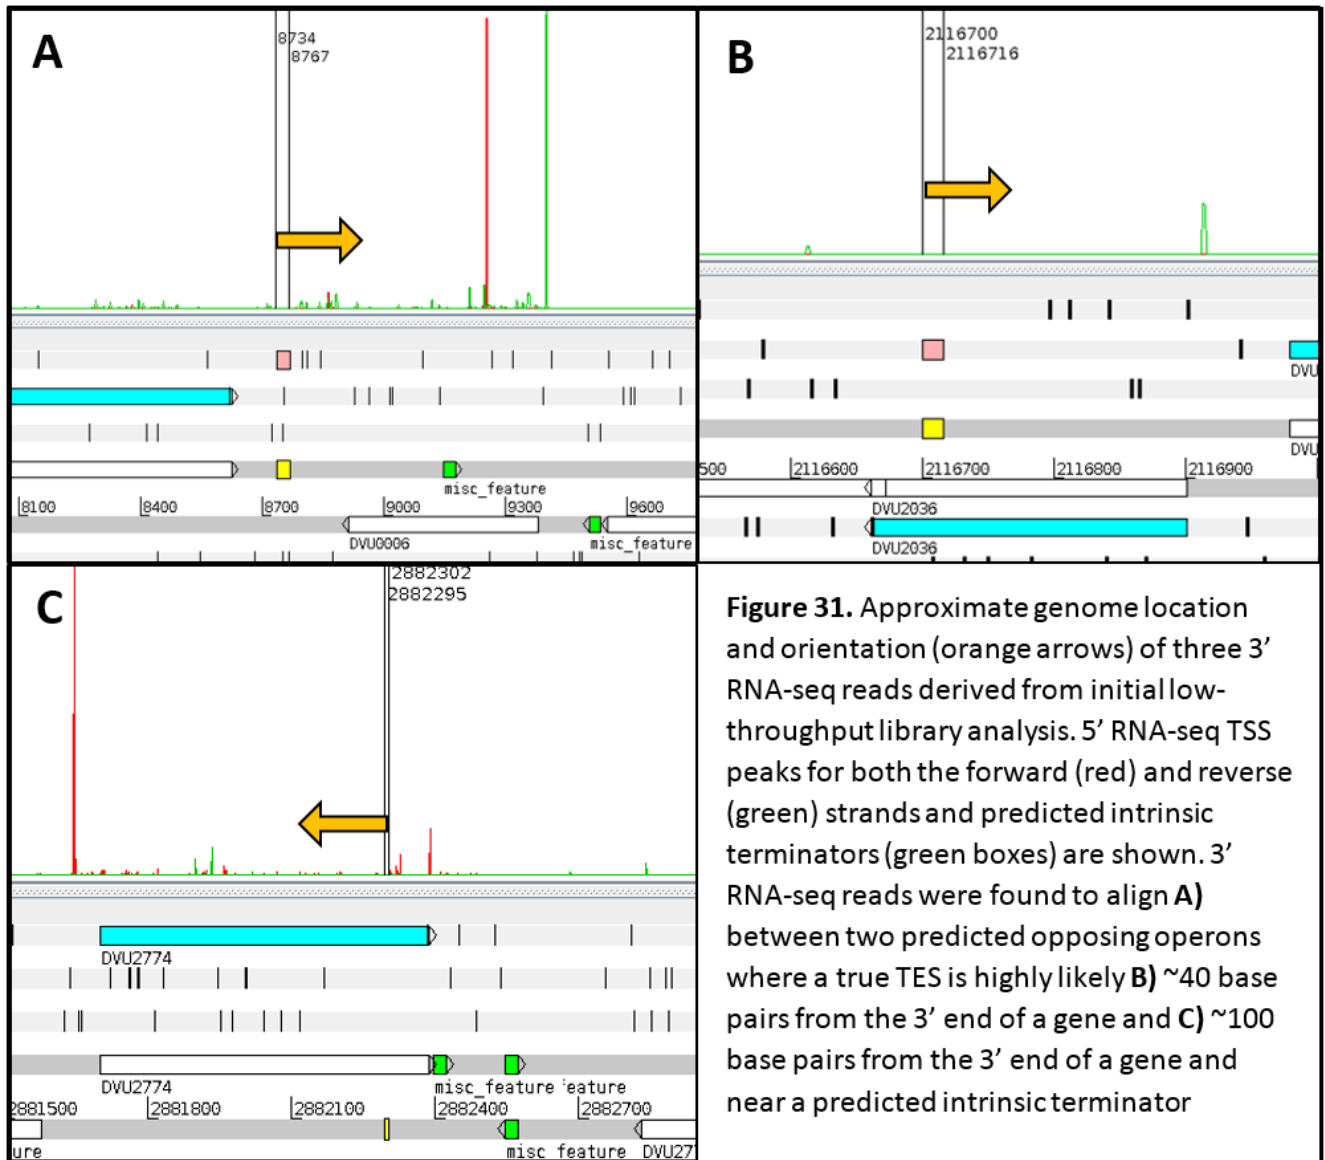 A
8734
8767
misc_feature
8100 8400 8700 9000 9300 9600
DVU0006 misc_feature
B
2116700
2116716
DVU
DVU
500 2116600 2116700 2116800 2116900
DVU2036
DVU2036
C
2882302
2882295
DVU2774
DVU2774 misc_feature 'eature
2881500 2881800 2882100 2882400 2882700
ure misc_feature DVU27
Figure 31. Approximate genome location
and orientation (orange arrows) of three 3’
RNA-seq reads derived from initial low-
throughput library analysis. 5’ RNA-seq TSS
peaks for both the forward (red) and reverse
(green) strands and predicted intrinsic
terminators (green boxes) are shown. 3’
RNA-seq reads were found to align A)
between two predicted opposing operons
where a true TES is highly likely B) ~40 base
pairs from the 3’ end of a gene and C) ~100
base pairs from the 3’ end of a gene and
near a predicted intrinsic terminator